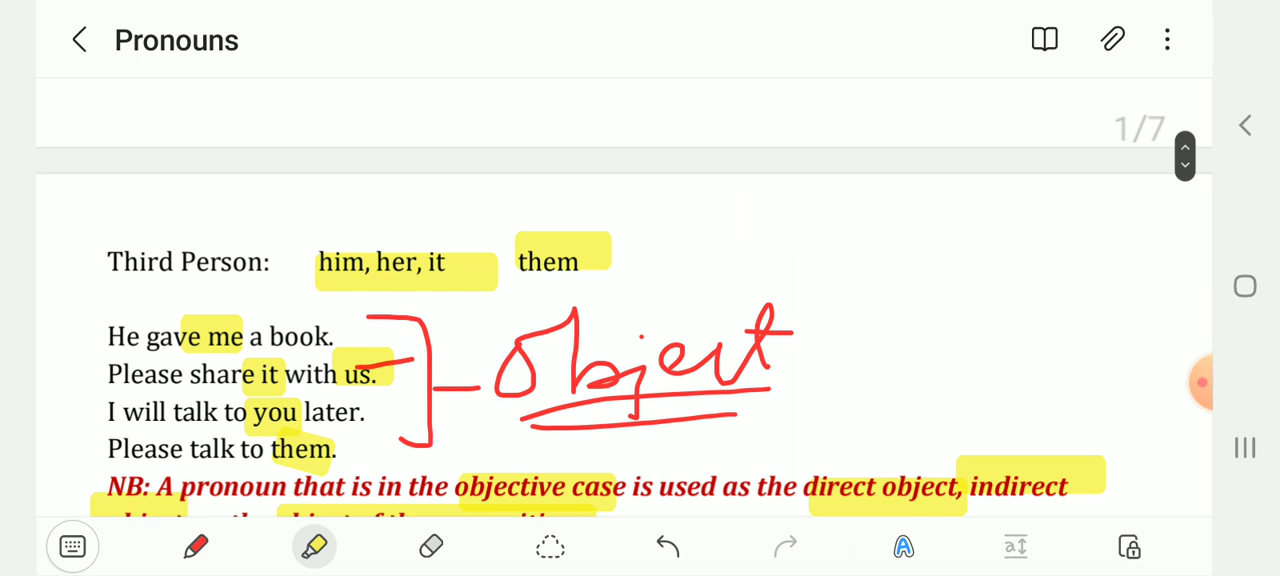 Pronouns
1/7
Third Person: him, her, it them
He gave me a book.
Please share it with us.
I will talk to you later.
Please talk to them.
Object
NB: A pronoun that is in the objective case is used as the direct object, indirect